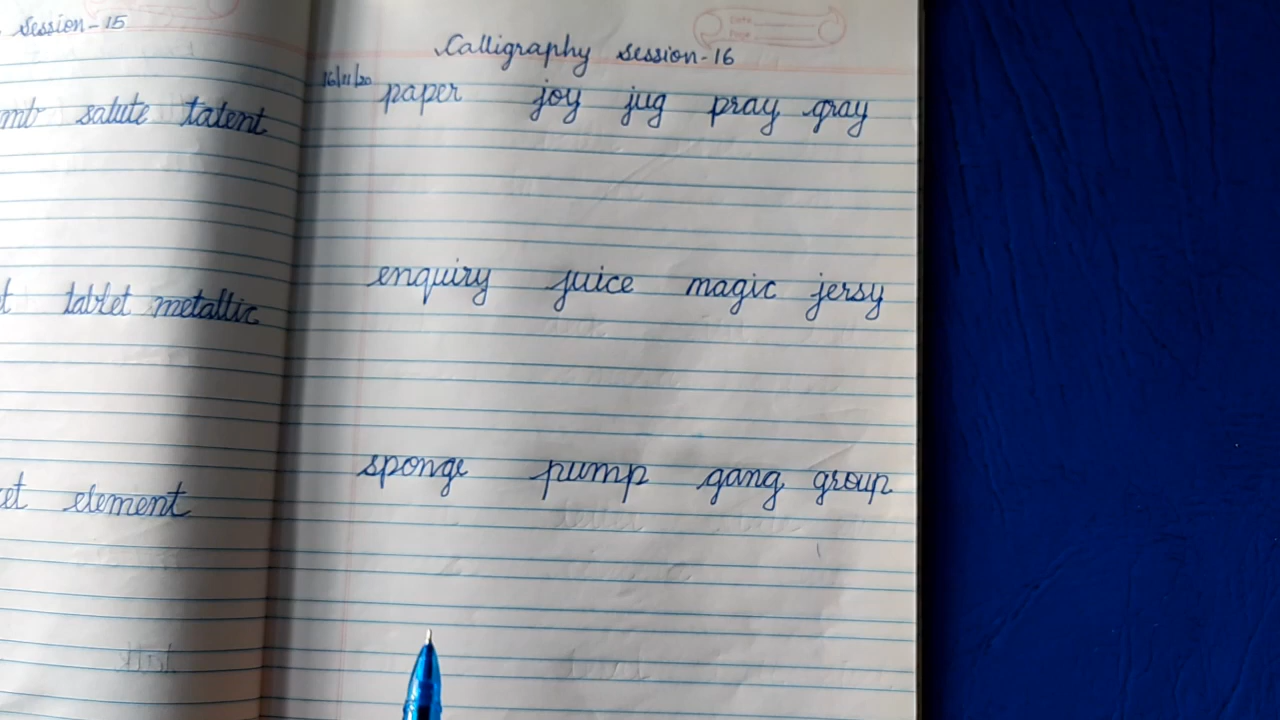 Session-15
salute talent
tablet metallic
element
Calligraphy Session-16
16/11/20 paper joy jug pray gray
enquiry juice magic jersy
sponge pump gang group